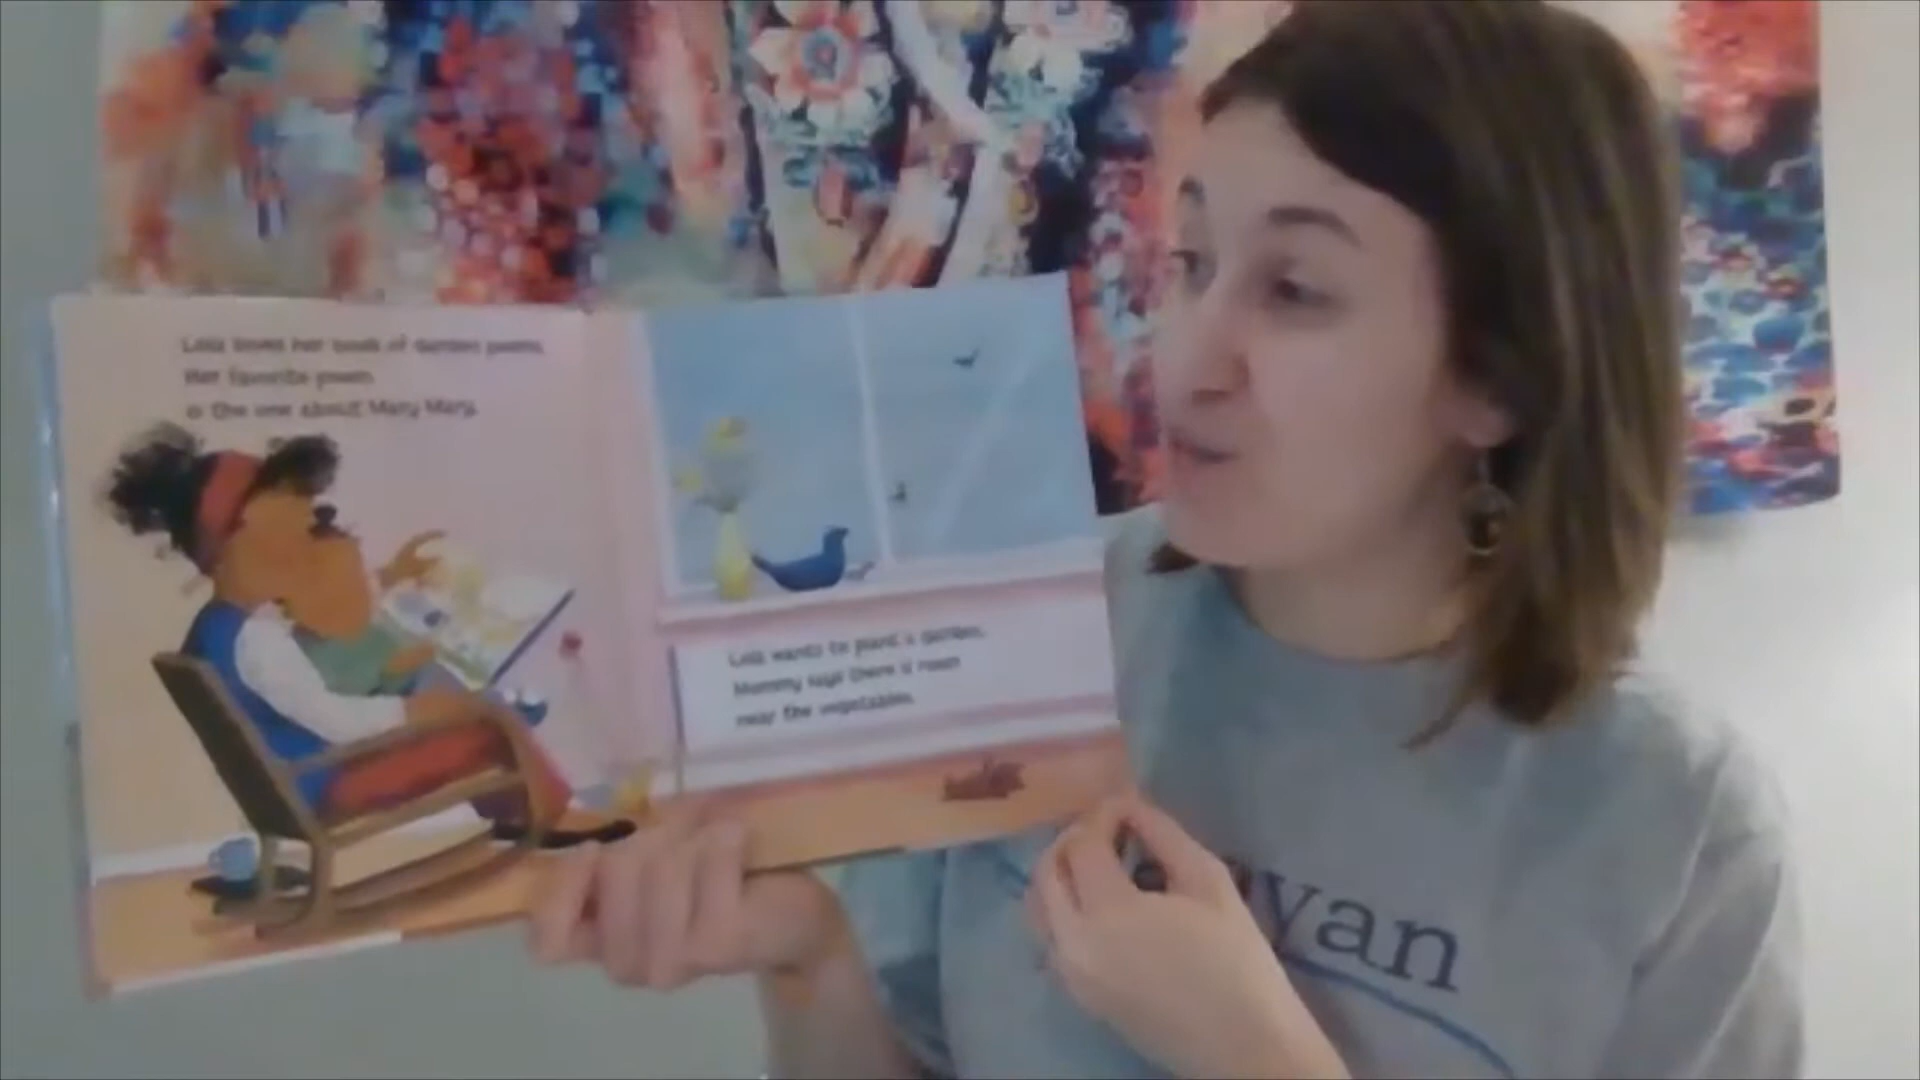 Lola loves her book of garden poems.
Her favorite poem
is the one about Mary Mary.
Lola wants to plant a garden.
Mommy says there is room
near the vegetables.
yan